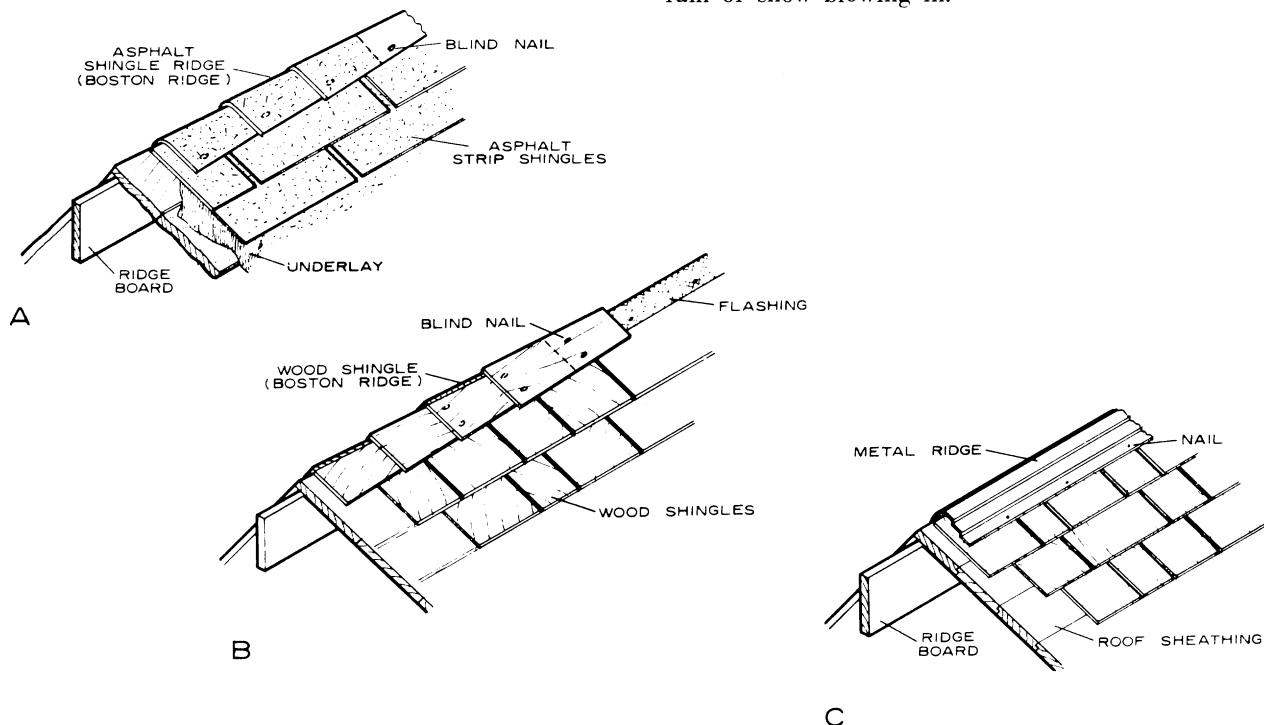 rain or snow blowing in.
BLIND NAIL
ASPHALT
SHINGLE RIDGE
(BOSTON RIDGE)
ASPHALT
STRIP SHINGLES
UNDERLAY
RIDGE
BOARD
A
FLASHING
BLIND NAIL
WOOD SHINGLE
(BOSTON RIDGE)
WOOD SHINGLES
B
METAL RIDGE
NAIL
RIDGE
BOARD
ROOF SHEATHING
C